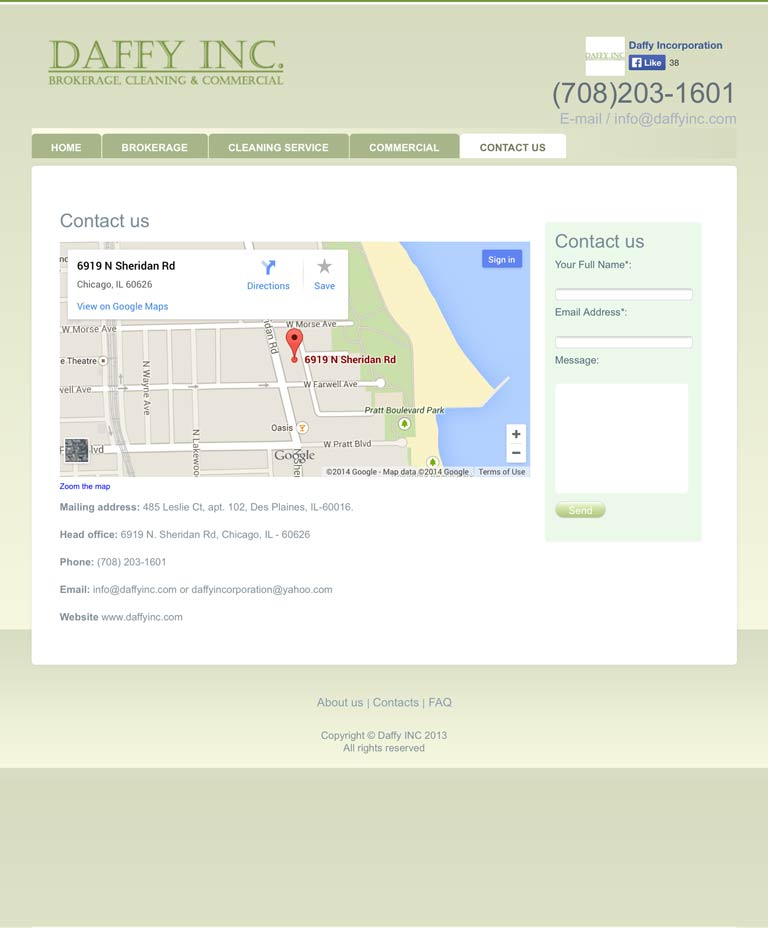 DAFFY INC.
BROKERAGE, CLEANING & COMMERCIAL
DAFFY INC.
Daffy Incorporation
Like 38
(708)203-1601
E-mail / info@daffyinc.com
HOME BROKERAGE CLEANING SERVICE COMMERCIAL CONTACT US
Contact us
6919 N Sheridan Rd
Chicago, IL 60626
View on Google Maps
Directions
Save
Sign in
W Morse Ave
W Morse Ave
dan Rd
e Theatre
6919 N Sheridan Rd
N Wayne Ave
well Ave
W Farwell Ave
Pratt Boulevard Park
Oasis
N Lakewoo
W Pratt Blvd
lvd
Google
N She
+
−
©2014 Google - Map data ©2014 Google Terms of Use
Zoom the map
Mailing address: 485 Leslie Ct, apt. 102, Des Plaines, IL-60016.
Head office: 6919 N. Sheridan Rd, Chicago, IL - 60626
Phone: (708) 203-1601
Email: info@daffyinc.com or daffyincorporation@yahoo.com
Website www.daffyinc.com
Contact us
Your Full Name*:
Email Address*:
Message:
Send
About us | Contacts | FAQ
Copyright © Daffy INC 2013
All rights reserved